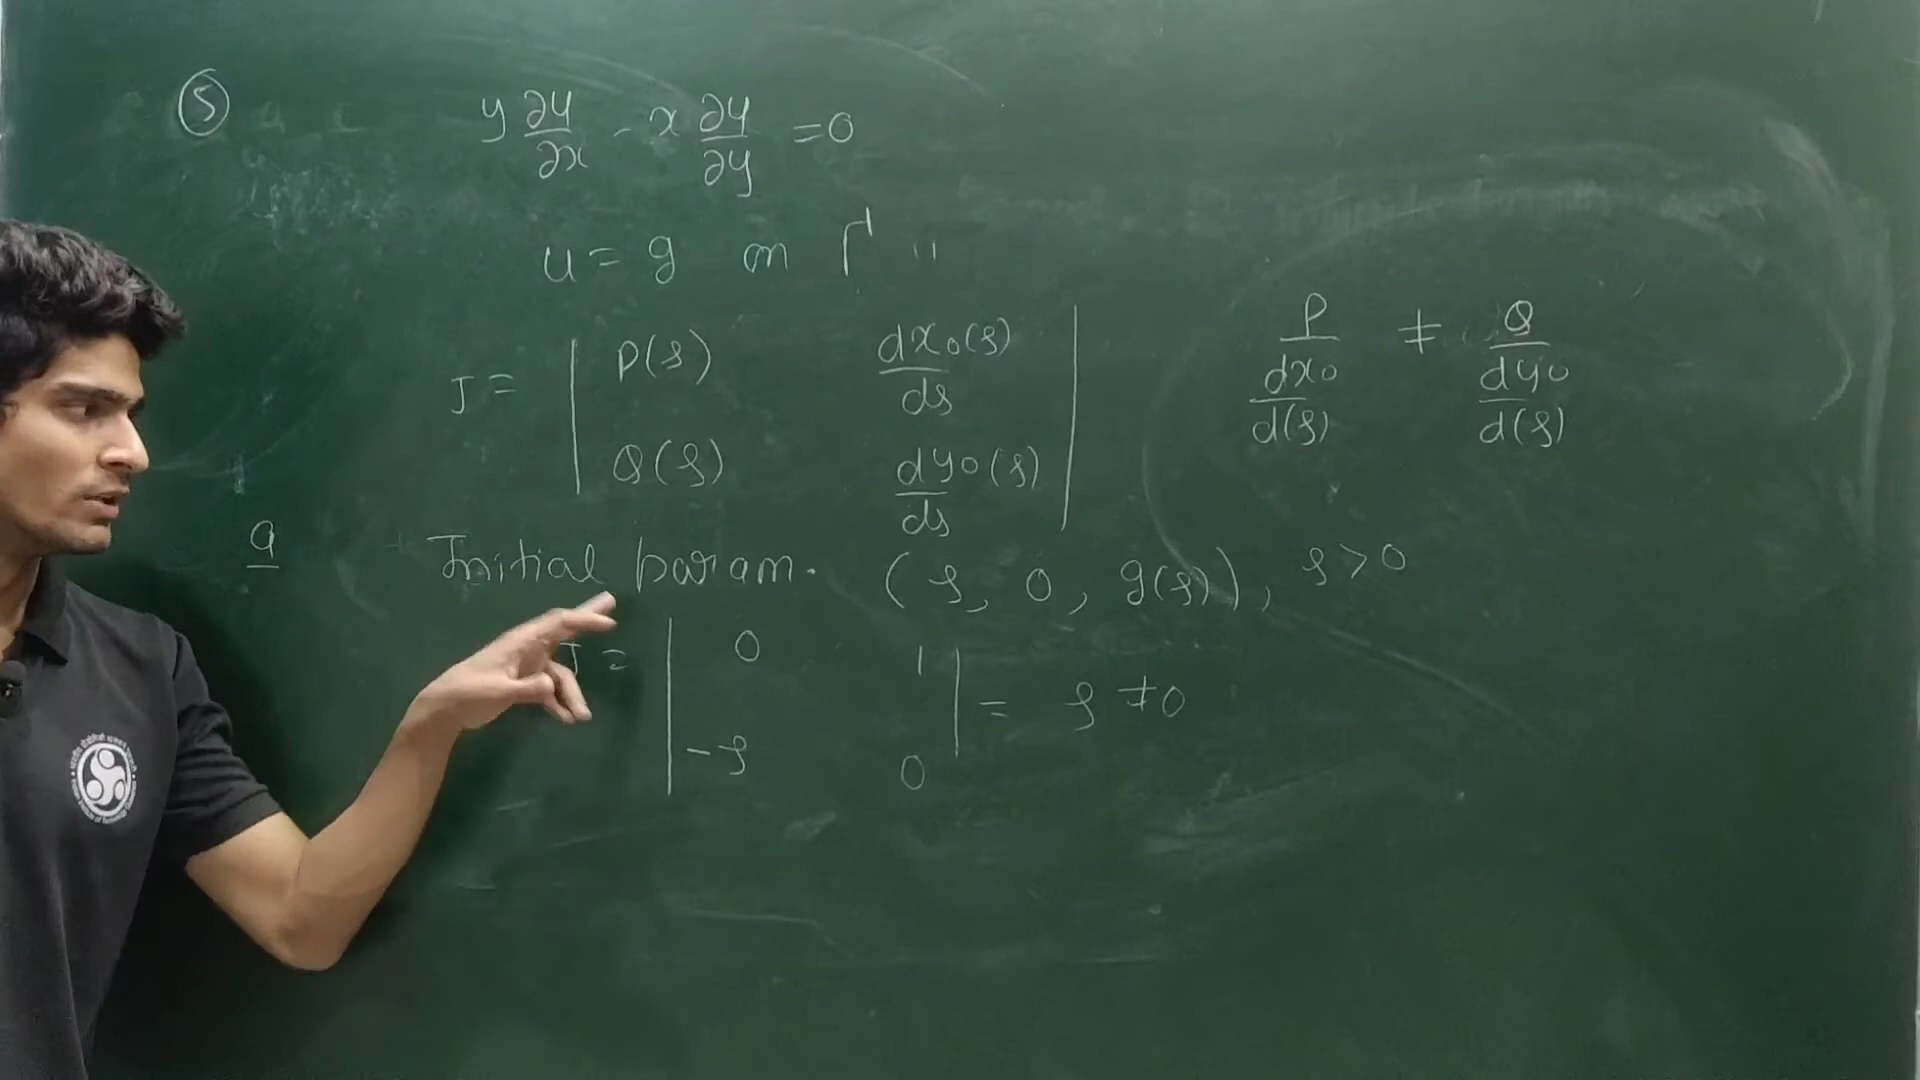 ⑤ y ∂u/∂x - x ∂u/∂y = 0
u = g on Γ "
J = | P(s) dx₀(s)/ds |
| Q(s) dy₀(s)/ds |
P / (dx₀/d(s)) ≠ Q / (dy₀/d(s))
a Initial param. (s, 0, g(s)), s > 0
J = | 0 1 |
| -s 0 | = s ≠ 0